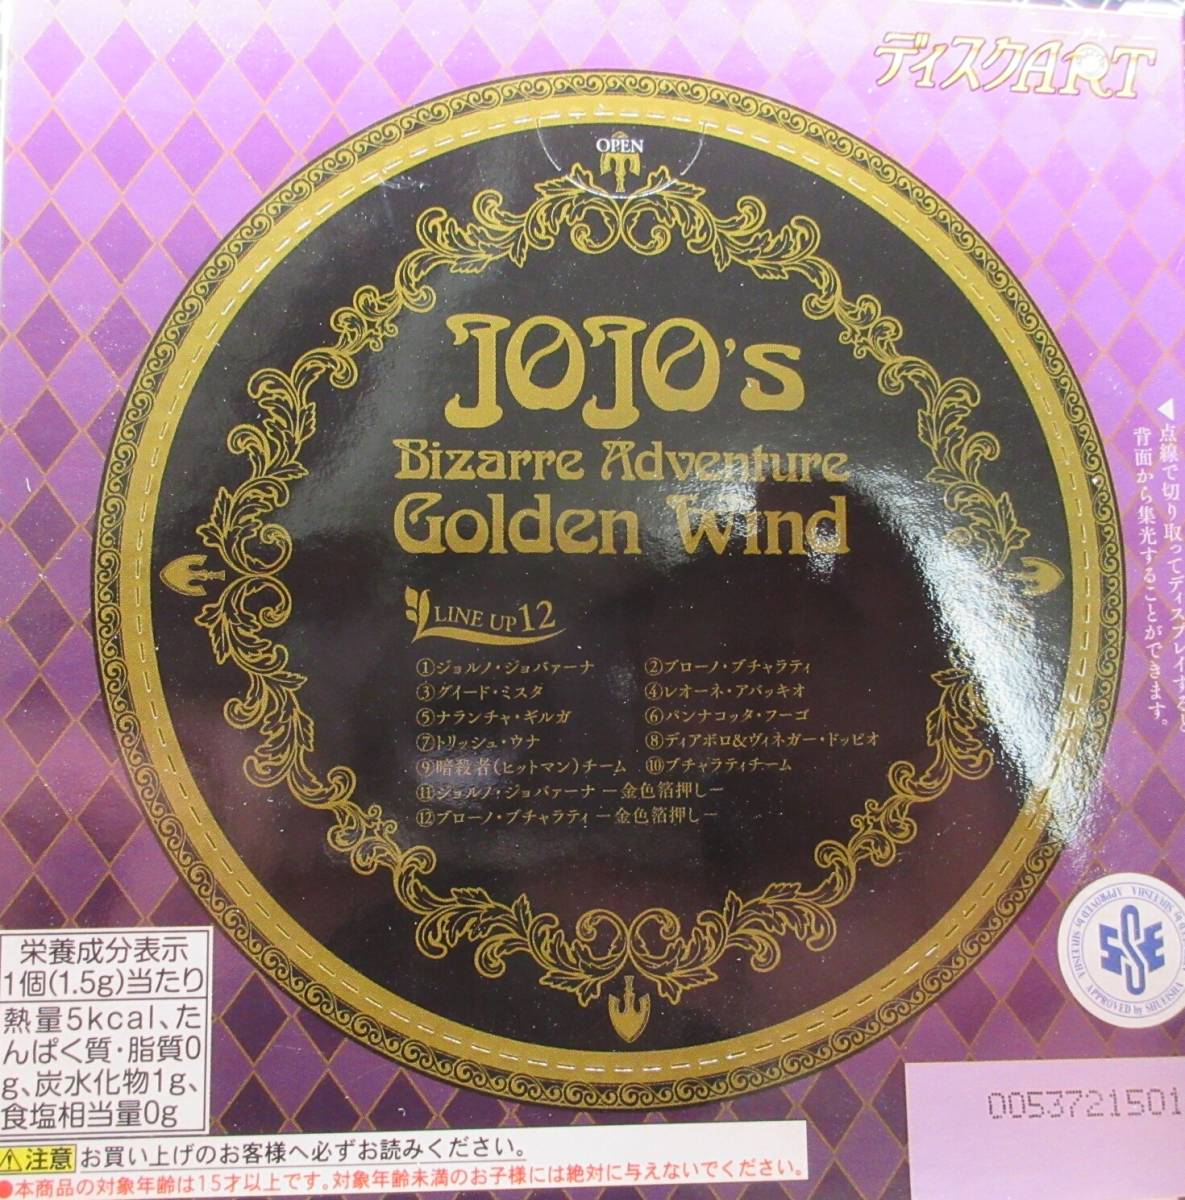 ディスクART
OPEN
JOJO's
Bizarre Adventure
Golden Wind
LINE UP 12
①ジョルノ・ジョバァーナ
②ブローノ・ブチャラティ
③グイード・ミスタ
④レオーネ・アバッキオ
⑤ナランチャ・ギルガ
⑥パンナコッタ・フーゴ
⑦トリッシュ・ウナ
⑧ディアボロ&ヴィネガー・ドッピオ
⑨暗殺者(ヒットマン)チーム
⑩ブチャラティチーム
⑪ジョルノ・ジョバァーナ －金色箔押し－
⑫ブローノ・ブチャラティ －金色箔押し－
◀点線で切り取ってディスプレイすると
背面から集光することができます。
SSE
APPROVED by SHUEISHA
栄養成分表示
1個(1.5g)当たり
熱量5kcal、た
んぱく質・脂質0
g、炭水化物1g、
食塩相当量0g
0053721501
⚠注意 お買い上げのお客様へ必ずお読みください。
●本商品の対象年齢は15才以上です。対象年齢未満のお子様には絶対に与えないでください。